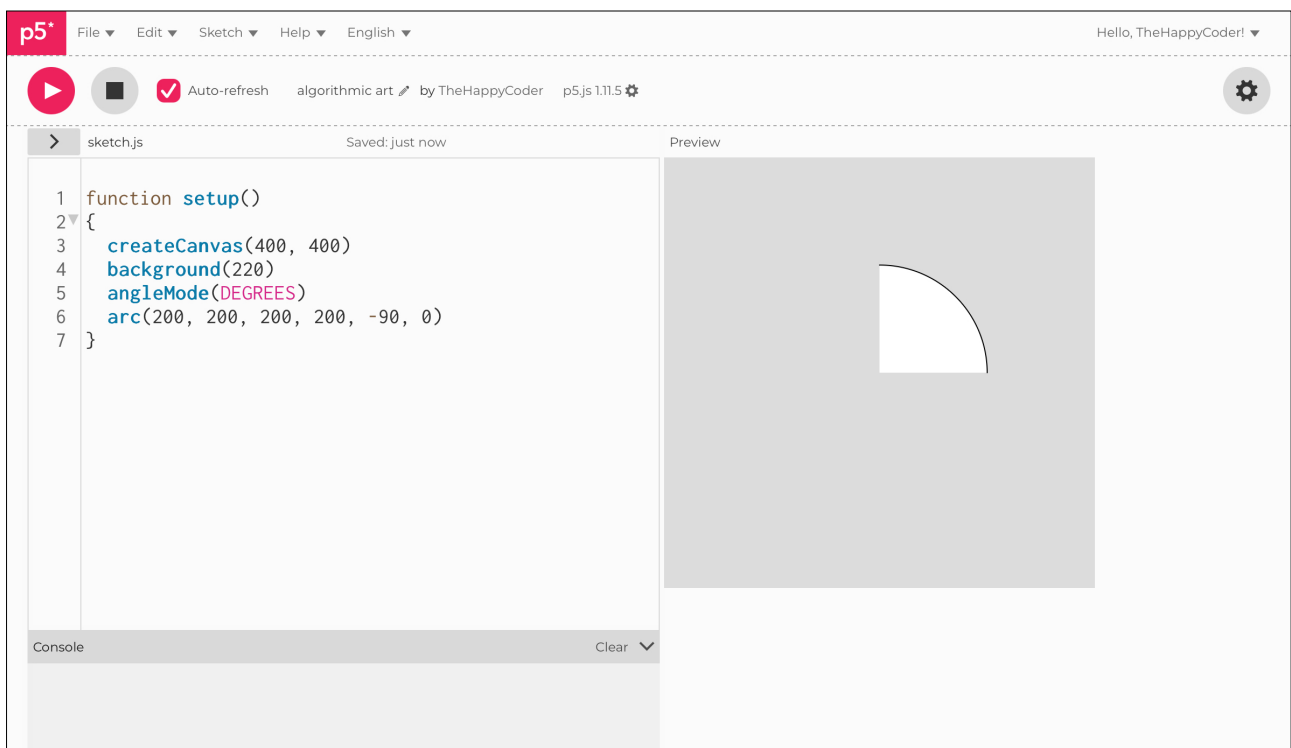 p5* File Edit Sketch Help English Hello, TheHappyCoder!
Auto-refresh algorithmic art by TheHappyCoder p5.js 1.11.5
sketch.js Saved: just now Preview
1 function setup()
2 {
3 createCanvas(400, 400)
4 background(220)
5 angleMode(DEGREES)
6 arc(200, 200, 200, 200, -90, 0)
7 }
Console Clear